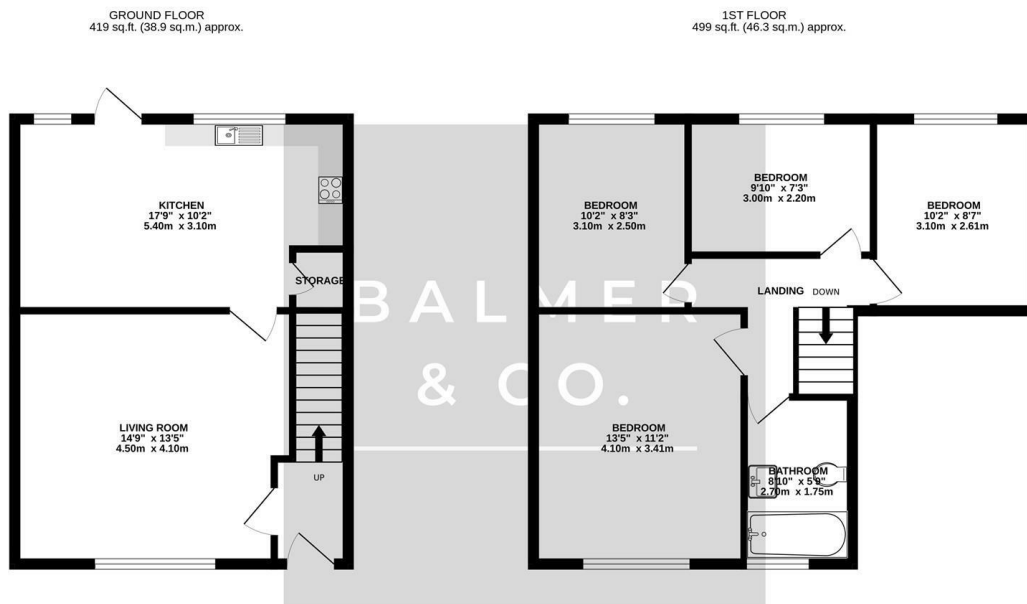 GROUND FLOOR
419 sq.ft. (38.9 sq.m.) approx.
1ST FLOOR
499 sq.ft. (46.3 sq.m.) approx.
KITCHEN
17'9" x 10'2"
5.40m x 3.10m
STORAGE
LIVING ROOM
14'9" x 13'5"
4.50m x 4.10m
UP
BEDROOM
10'2" x 8'3"
3.10m x 2.50m
BEDROOM
9'10" x 7'3"
3.00m x 2.20m
BEDROOM
10'2" x 8'7"
3.10m x 2.61m
LANDING
DOWN
BEDROOM
13'5" x 11'2"
4.10m x 3.41m
BATHROOM
8'10" x 5'9"
2.70m x 1.75m
BALMER
& CO.